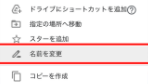 ドライブにショートカットを追加
指定の場所へ移動
スターを追加
名前を変更
コピーを作成